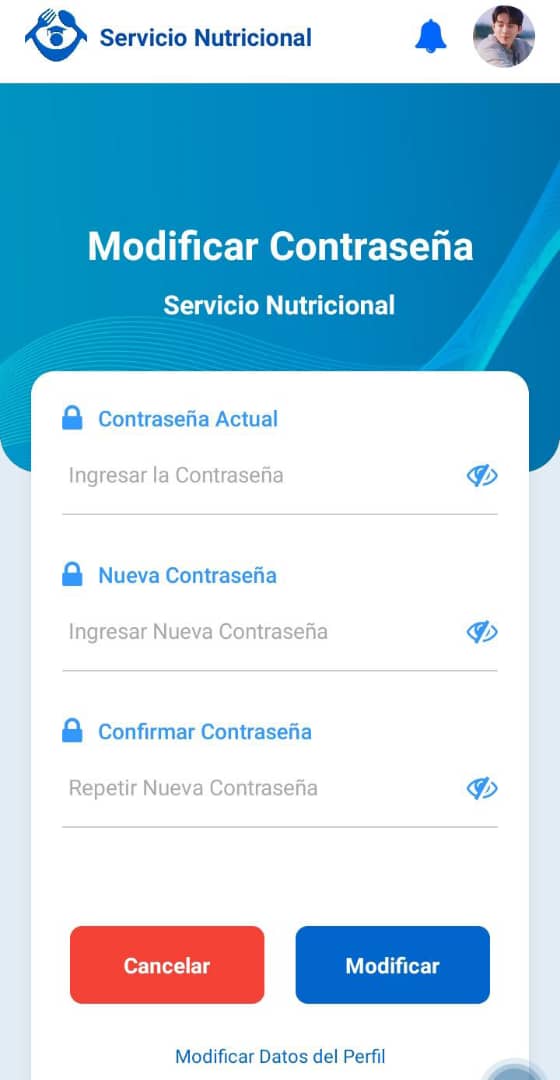 Servicio Nutricional
Modificar Contraseña
Servicio Nutricional
Contraseña Actual
Ingresar la Contraseña
Nueva Contraseña
Ingresar Nueva Contraseña
Confirmar Contraseña
Repetir Nueva Contraseña
Cancelar
Modificar
Modificar Datos del Perfil